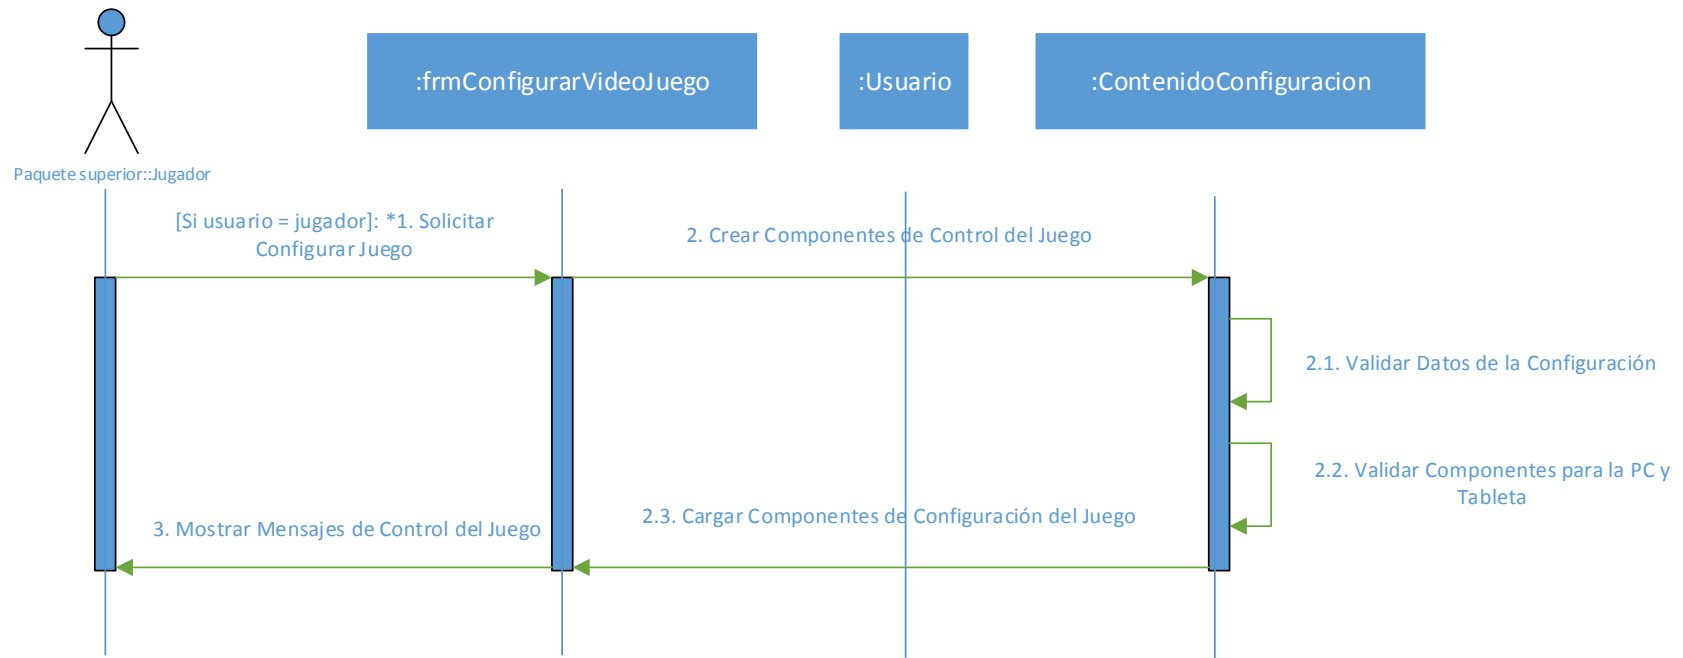 :frmConfigurarVideoJuego
:Usuario
:ContenidoConfiguracion
Paquete superior::Jugador
[Si usuario = jugador]: *1. Solicitar
Configurar Juego
2. Crear Componentes de Control del Juego
2.1. Validar Datos de la Configuración
2.2. Validar Componentes para la PC y
Tableta
2.3. Cargar Componentes de Configuración del Juego
3. Mostrar Mensajes de Control del Juego